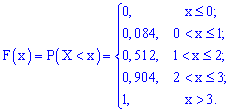 0, x ≤ 0;
0,084, 0 < x ≤ 1;
F(x) = P(X < x) = { 0,512, 1 < x ≤ 2;
0,904, 2 < x ≤ 3;
1, x > 3.